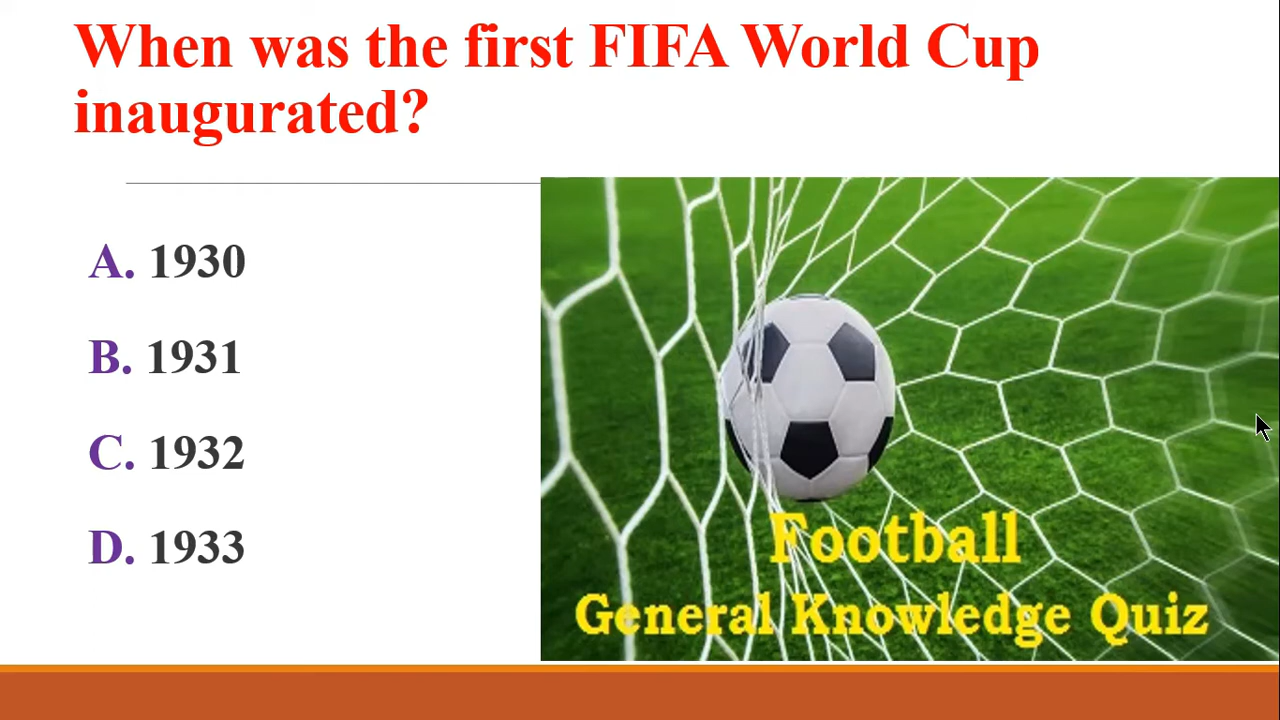 When was the first FIFA World Cup
inaugurated?
A. 1930
B. 1931
C. 1932
D. 1933
Football
General Knowledge Quiz